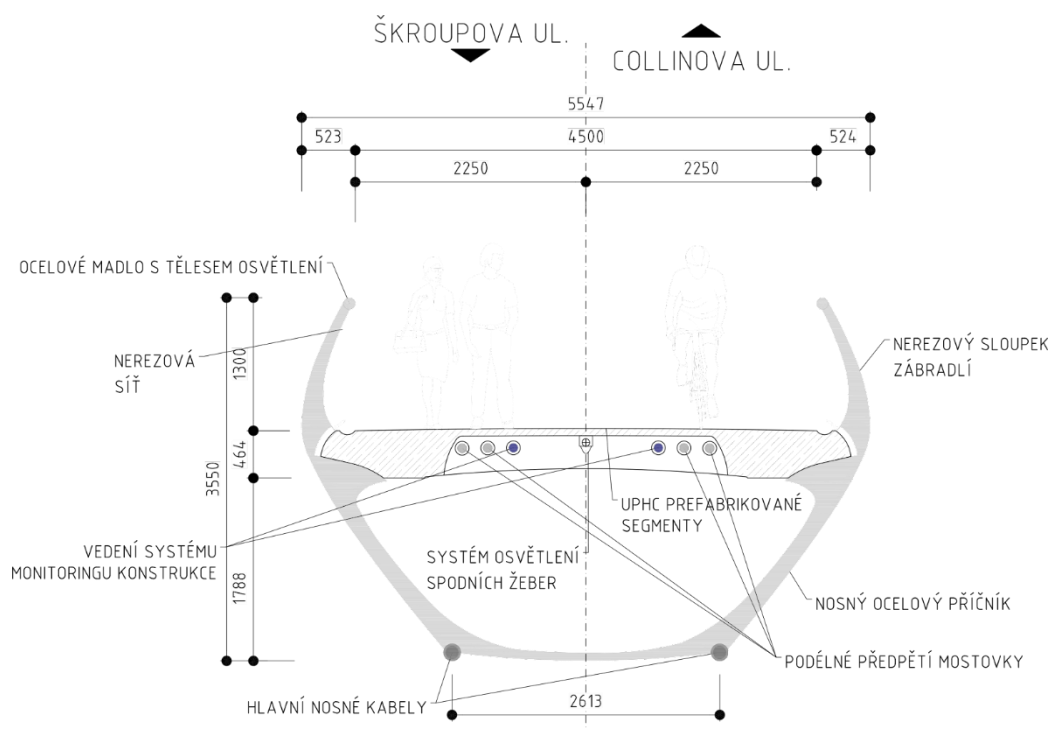 ŠKROUPOVA UL.
COLLINOVA UL.
5547
523
4500
524
2250
2250
OCELOVÉ MADLO S TĚLESEM OSVĚTLENÍ
NEREZOVÁ
SÍŤ
NEREZOVÝ SLOUPEK
ZÁBRADLÍ
1300
464
3550
1788
UPHC PREFABRIKOVANÉ
SEGMENTY
VEDENÍ SYSTÉMU
MONITORINGU KONSTRUKCE
SYSTÉM OSVĚTLENÍ
SPODNÍCH ŽEBER
NOSNÝ OCELOVÝ PŘÍČNÍK
PODÉLNÉ PŘEDPĚTÍ MOSTOVKY
HLAVNÍ NOSNÉ KABELY
2613